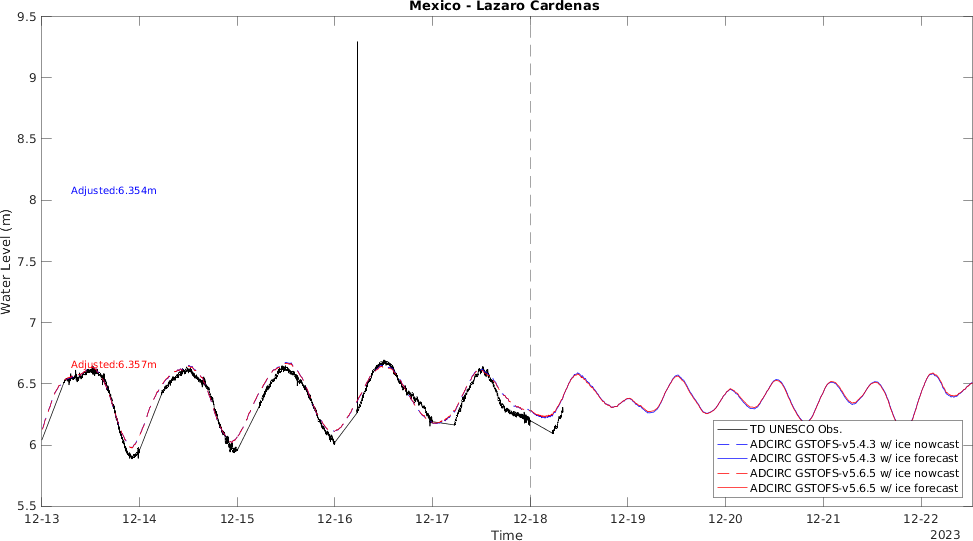 Mexico - Lazaro Cardenas
9.5
9
8.5
8
7.5
7
6.5
6
5.5
Water Level (m)
Adjusted:6.354m
Adjusted:6.357m
TD UNESCO Obs.
ADCIRC GSTOFS-v5.4.3 w/ ice nowcast
ADCIRC GSTOFS-v5.4.3 w/ ice forecast
ADCIRC GSTOFS-v5.6.5 w/ ice nowcast
ADCIRC GSTOFS-v5.6.5 w/ ice forecast
12-13 12-14 12-15 12-16 12-17 12-18 12-19 12-20 12-21 12-22
Time
2023